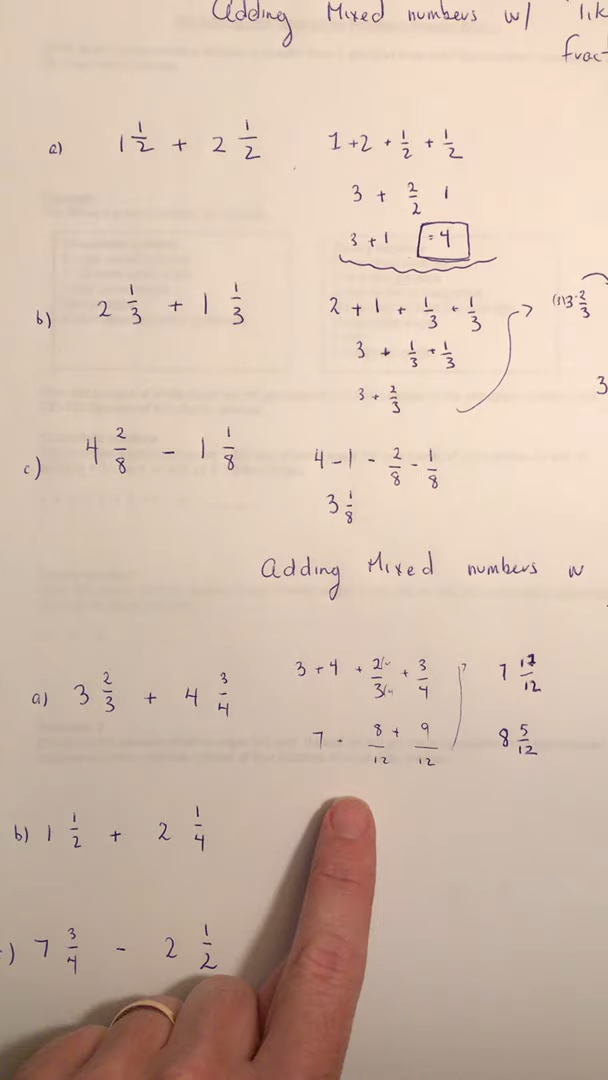 Adding Mixed numbers w/ lik
fract
a) 1 1/2 + 2 1/2
1 + 2 + 1/2 + 1/2
3 + 2/2 1
3 + 1 = 4
b) 2 1/3 + 1 1/3
2 + 1 + 1/3 + 1/3
3 + 1/3 + 1/3
3 + 2/3
3 2/3
3
c) 4 2/8 - 1 1/8
4 - 1 - 2/8 - 1/8
3 1/8
Adding Mixed numbers w
a) 3 2/3 + 4 3/4
3 + 4 + 2/3 + 3/4
7 + 8/12 + 9/12
7 17/12
8 5/12
b) 1 1/2 + 2 1/4
) 7 3/4 - 2 1/2